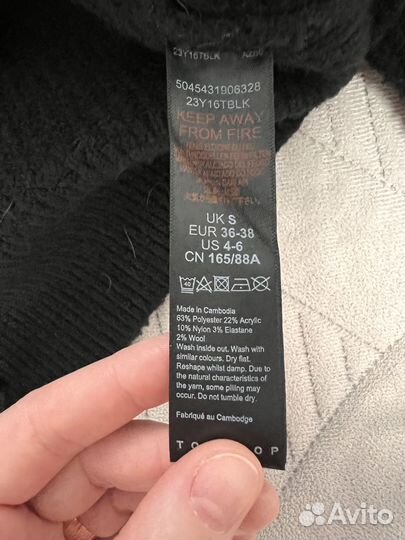 23Y16TBLK
5045431906328
23Y16TBLK
KEEP AWAY
FROM FIRE
UK S
EUR 36-38
US 4-6
CN 165/88A
40
Made in Cambodia
63% Polyester 22% Acrylic
10% Nylon 3% Elastane
2% Wool
Wash inside out. Wash with
similar colours. Dry flat.
Reshape whilst damp. Due to
the natural characteristics of
the yarn, some pilling may
occur. Do not tumble dry.
Fabriqué au Cambodge
Avito